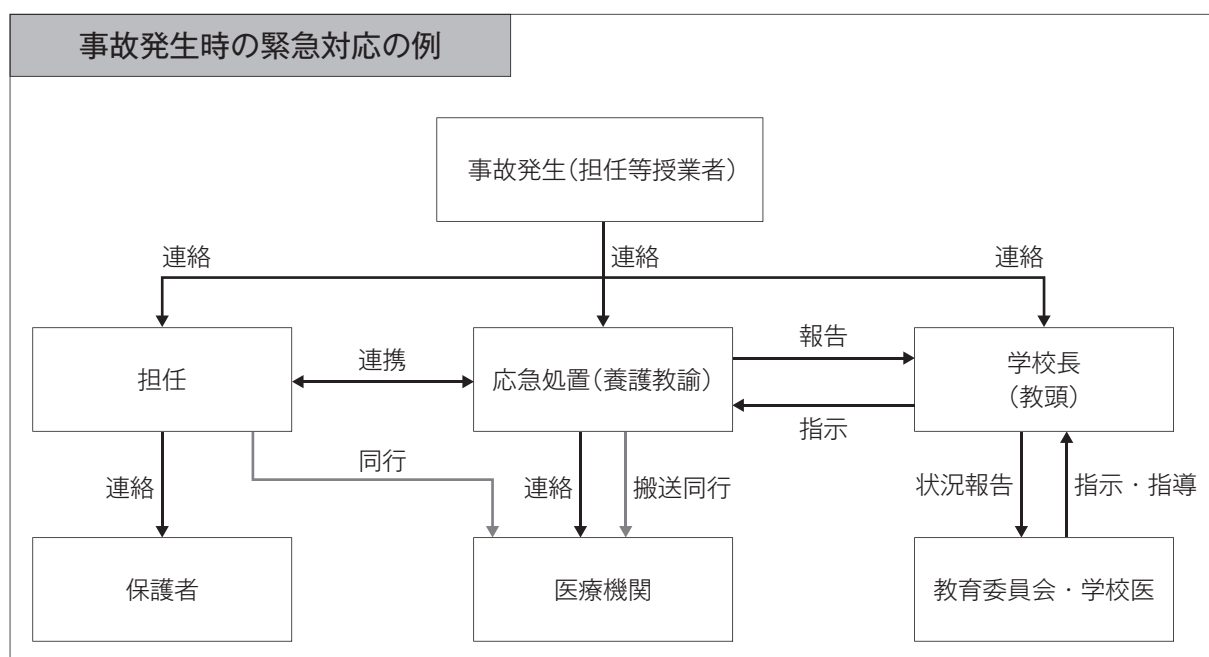 事故発生時の緊急対応の例
事故発生(担任等授業者)
連絡
連絡
連絡
担任
連携
応急処置(養護教諭)
報告
指示
学校長
(教頭)
連絡
同行
連絡
搬送同行
状況報告
指示・指導
保護者
医療機関
教育委員会・学校医